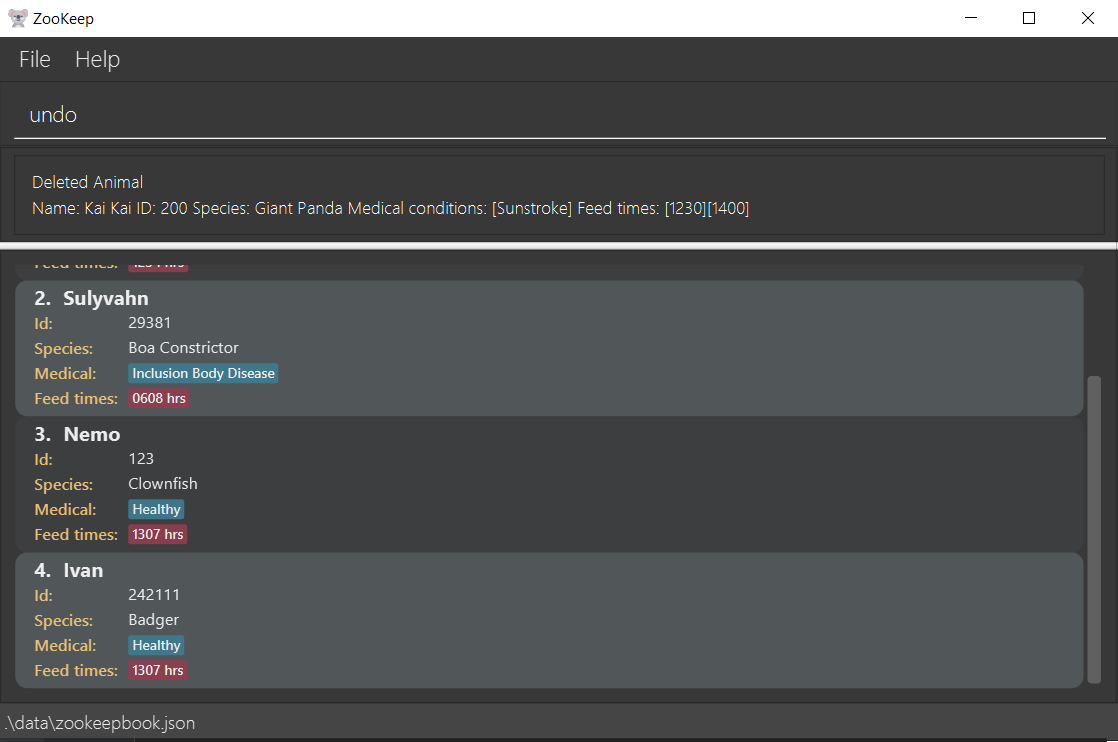 ZooKeep
File Help
undo
Deleted Animal
Name: Kai Kai ID: 200 Species: Giant Panda Medical conditions: [Sunstroke] Feed times: [1230][1400]
Feed times:
2. Sulyvahn
Id: 29381
Species: Boa Constrictor
Medical: Inclusion Body Disease
Feed times: 0608 hrs
3. Nemo
Id: 123
Species: Clownfish
Medical: Healthy
Feed times: 1307 hrs
4. Ivan
Id: 242111
Species: Badger
Medical: Healthy
Feed times: 1307 hrs
.\data\zookeepbook.json